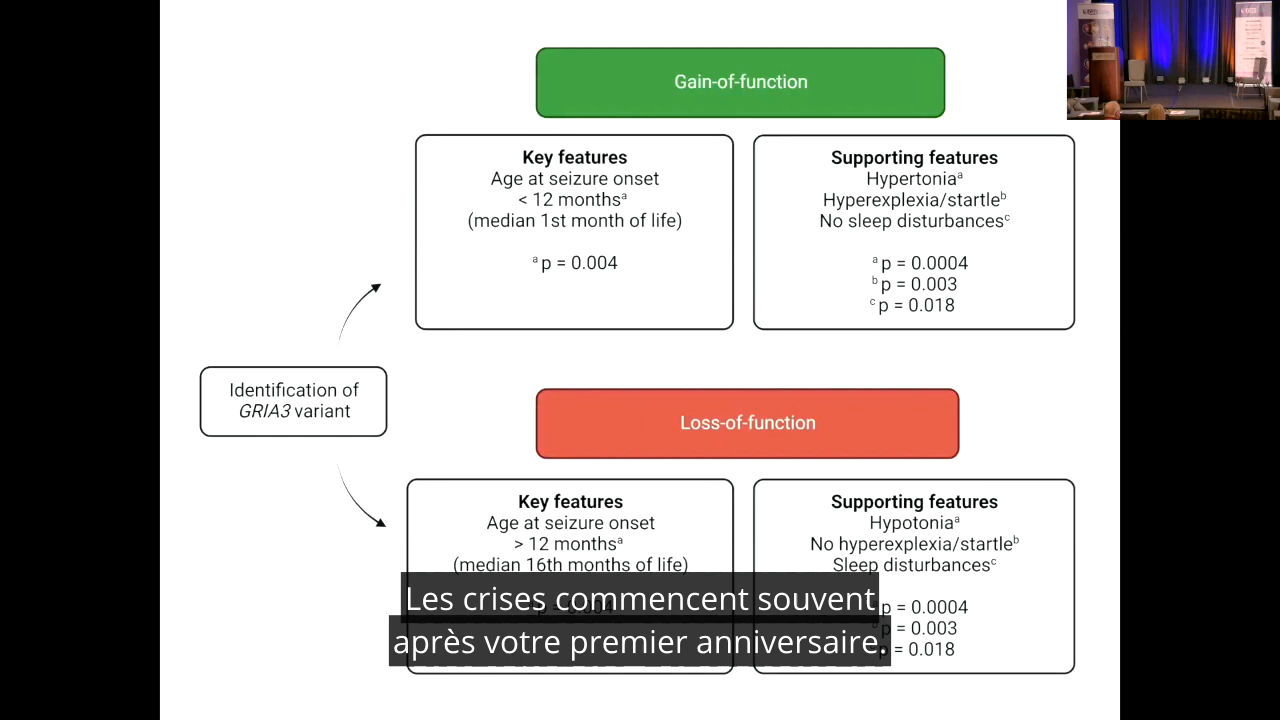 Gain-of-function
Key features
Age at seizure onset
< 12 monthsᵃ
(median 1st month of life)
ᵃ p = 0.004
Supporting features
Hypertoniaᵃ
Hyperexplexia/startleᵇ
No sleep disturbancesᶜ
ᵃ p = 0.0004
ᵇ p = 0.003
ᶜ p = 0.018
Identification of
GRIA3 variant
Loss-of-function
Key features
Age at seizure onset
> 12 monthsᵃ
(median 16th months of life)
Supporting features
Hypotoniaᵃ
No hyperexplexia/startleᵇ
Sleep disturbancesᶜ
p = 0.0004
p = 0.003
= 0.018
Les crises commencent souvent
après votre premier anniversaire.